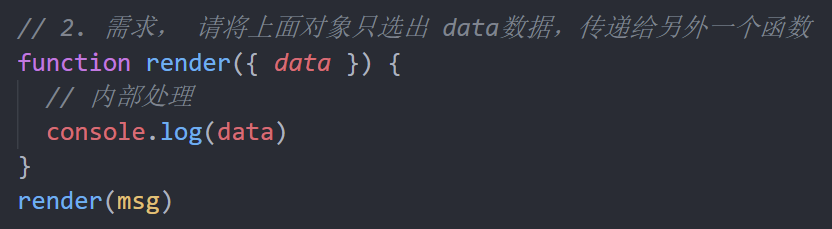 // 2. 需求， 请将上面对象只选出 data数据，传递给另外一个函数
function render({ data }) {
  // 内部处理
  console.log(data)
}
render(msg)